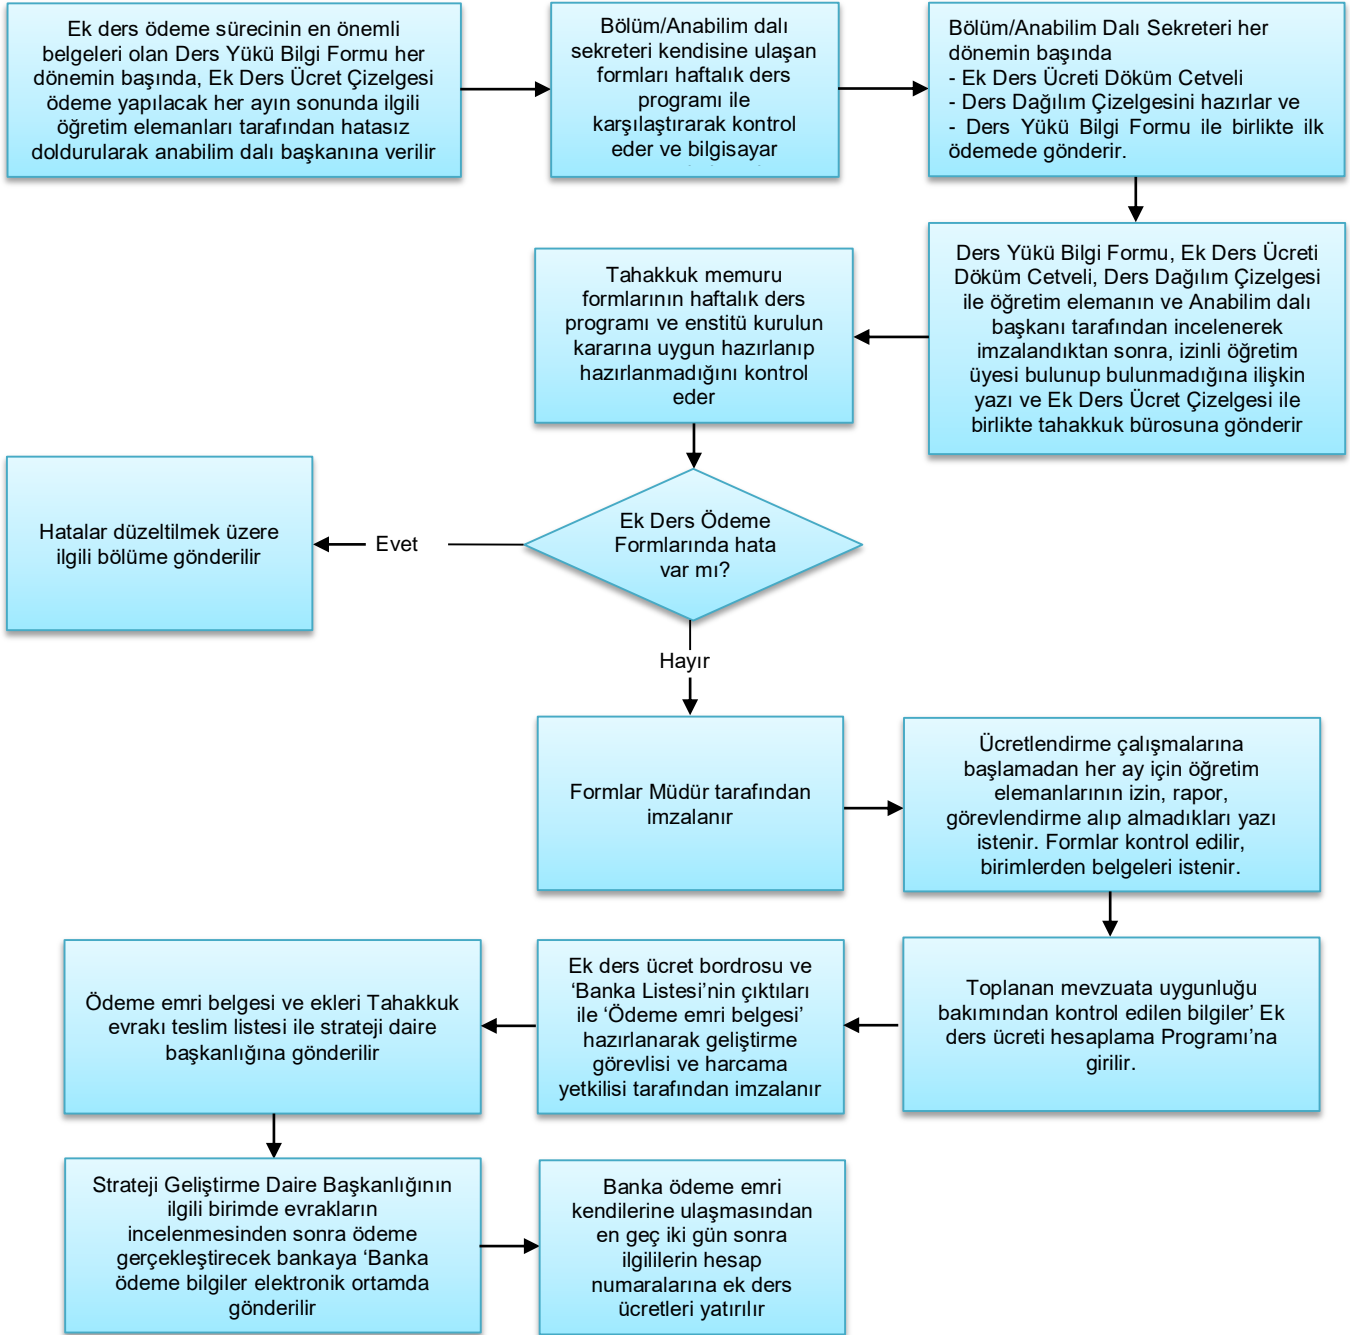 Ek ders ödeme sürecinin en önemli
belgeleri olan Ders Yükü Bilgi Formu her
dönemin başında, Ek Ders Ücret Çizelgesi
ödeme yapılacak her ayın sonunda ilgili
öğretim elemanları tarafından hatasız
doldurularak anabilim dalı başkanına verilir
Bölüm/Anabilim dalı
sekreteri kendisine ulaşan
formları haftalık ders
programı ile
karşılaştırarak kontrol
eder ve bilgisayar
Bölüm/Anabilim Dalı Sekreteri her
dönemin başında
- Ek Ders Ücreti Döküm Cetveli
- Ders Dağılım Çizelgesini hazırlar ve
- Ders Yükü Bilgi Formu ile birlikte ilk
ödemede gönderir.
Ders Yükü Bilgi Formu, Ek Ders Ücreti
Döküm Cetveli, Ders Dağılım Çizelgesi
ile öğretim elemanın ve Anabilim dalı
başkanı tarafından incelenerek
imzalandıktan sonra, izinli öğretim
üyesi bulunup bulunmadığına ilişkin
yazı ve Ek Ders Ücret Çizelgesi ile
birlikte tahakkuk bürosuna gönderir
Tahakkuk memuru
formlarının haftalık ders
programı ve enstitü kurulun
kararına uygun hazırlanıp
hazırlanmadığını kontrol
eder
Ek Ders Ödeme
Formlarında hata
var mı?
Evet
Hatalar düzeltilmek üzere
ilgili bölüme gönderilir
Hayır
Formlar Müdür tarafından
imzalanır
Ücretlendirme çalışmalarına
başlamadan her ay için öğretim
elemanlarının izin, rapor,
görevlendirme alıp almadıkları yazı
istenir. Formlar kontrol edilir,
birimlerden belgeleri istenir.
Toplanan mevzuata uygunluğu
bakımından kontrol edilen bilgiler’ Ek
ders ücreti hesaplama Programı’na
girilir.
Ek ders ücret bordrosu ve
‘Banka Listesi’nin çıktıları
ile ‘Ödeme emri belgesi’
hazırlanarak geliştirme
görevlisi ve harcama
yetkilisi tarafından imzalanır
Ödeme emri belgesi ve ekleri Tahakkuk
evrakı teslim listesi ile strateji daire
başkanlığına gönderilir
Strateji Geliştirme Daire Başkanlığının
ilgili birimde evrakların
incelenmesinden sonra ödeme
gerçekleştirecek bankaya ‘Banka
ödeme bilgiler elektronik ortamda
gönderilir
Banka ödeme emri
kendilerine ulaşmasından
en geç iki gün sonra
ilgililerin hesap
numaralarına ek ders
ücretleri yatırılır